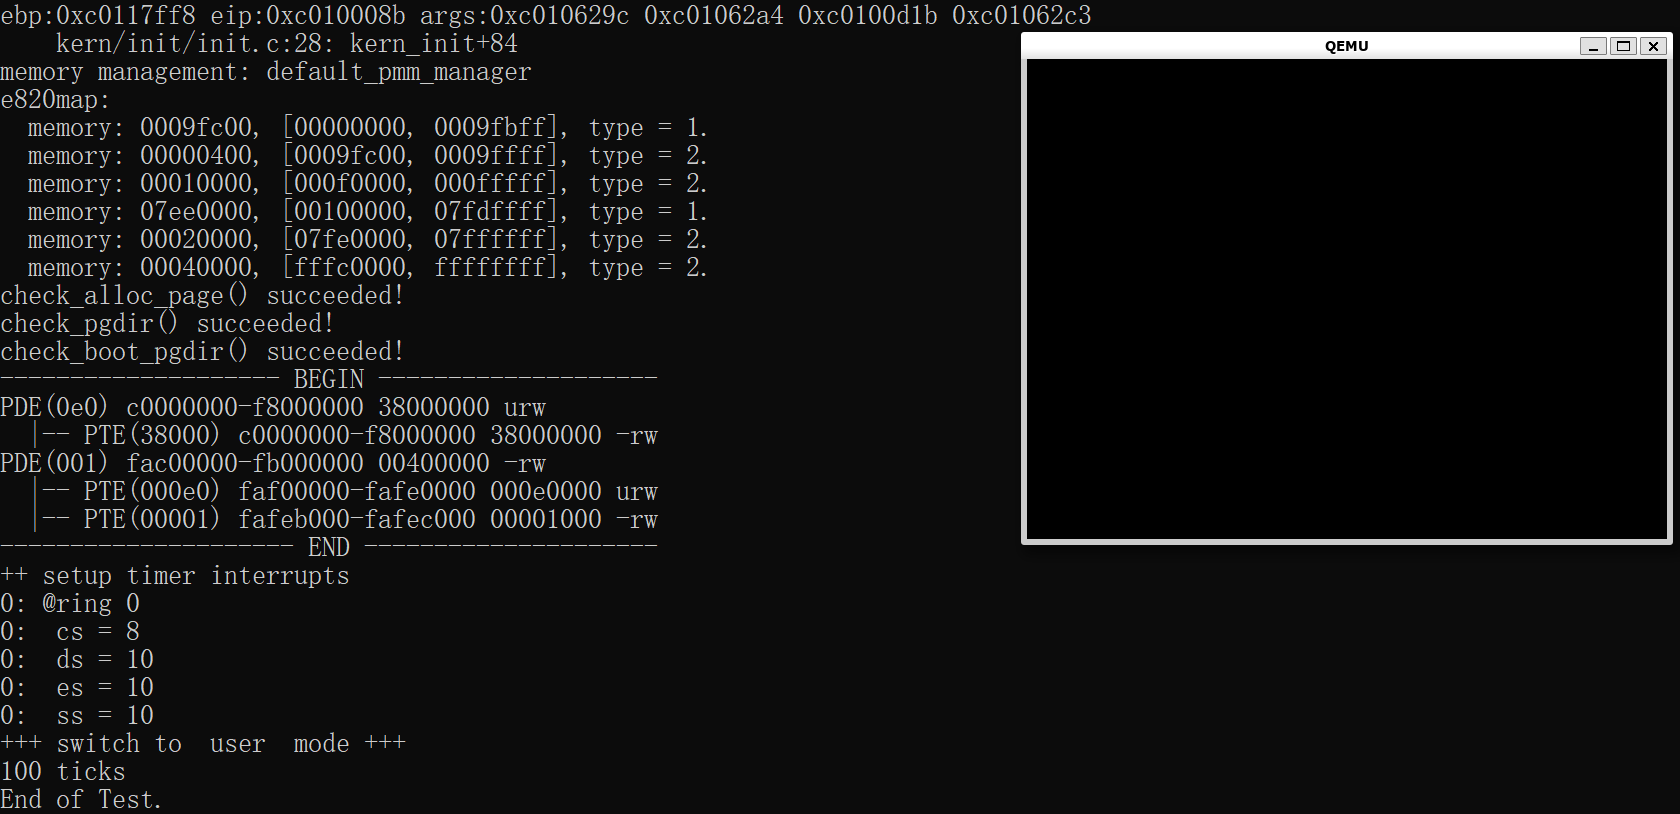 ebp:0xc0117ff8 eip:0xc010008b args:0xc010629c 0xc01062a4 0xc0100d1b 0xc01062c3
    kern/init/init.c:28: kern_init+84
memory management: default_pmm_manager
e820map:
  memory: 0009fc00, [00000000, 0009fbff], type = 1.
  memory: 00000400, [0009fc00, 0009ffff], type = 2.
  memory: 00010000, [000f0000, 000fffff], type = 2.
  memory: 07ee0000, [00100000, 07fdffff], type = 1.
  memory: 00020000, [07fe0000, 07ffffff], type = 2.
  memory: 00040000, [fffc0000, ffffffff], type = 2.
check_alloc_page() succeeded!
check_pgdir() succeeded!
check_boot_pgdir() succeeded!
-------------------- BEGIN --------------------
PDE(0e0) c0000000-f8000000 38000000 urw
  |-- PTE(38000) c0000000-f8000000 38000000 -rw
PDE(001) fac00000-fb000000 00400000 -rw
  |-- PTE(000e0) faf00000-fafe0000 000e0000 urw
  |-- PTE(00001) fafeb000-fafec000 00001000 -rw
--------------------- END ---------------------
++ setup timer interrupts
0: @ring 0
0:  cs = 8
0:  ds = 10
0:  es = 10
0:  ss = 10
+++ switch to  user  mode +++
100 ticks
End of Test.
QEMU